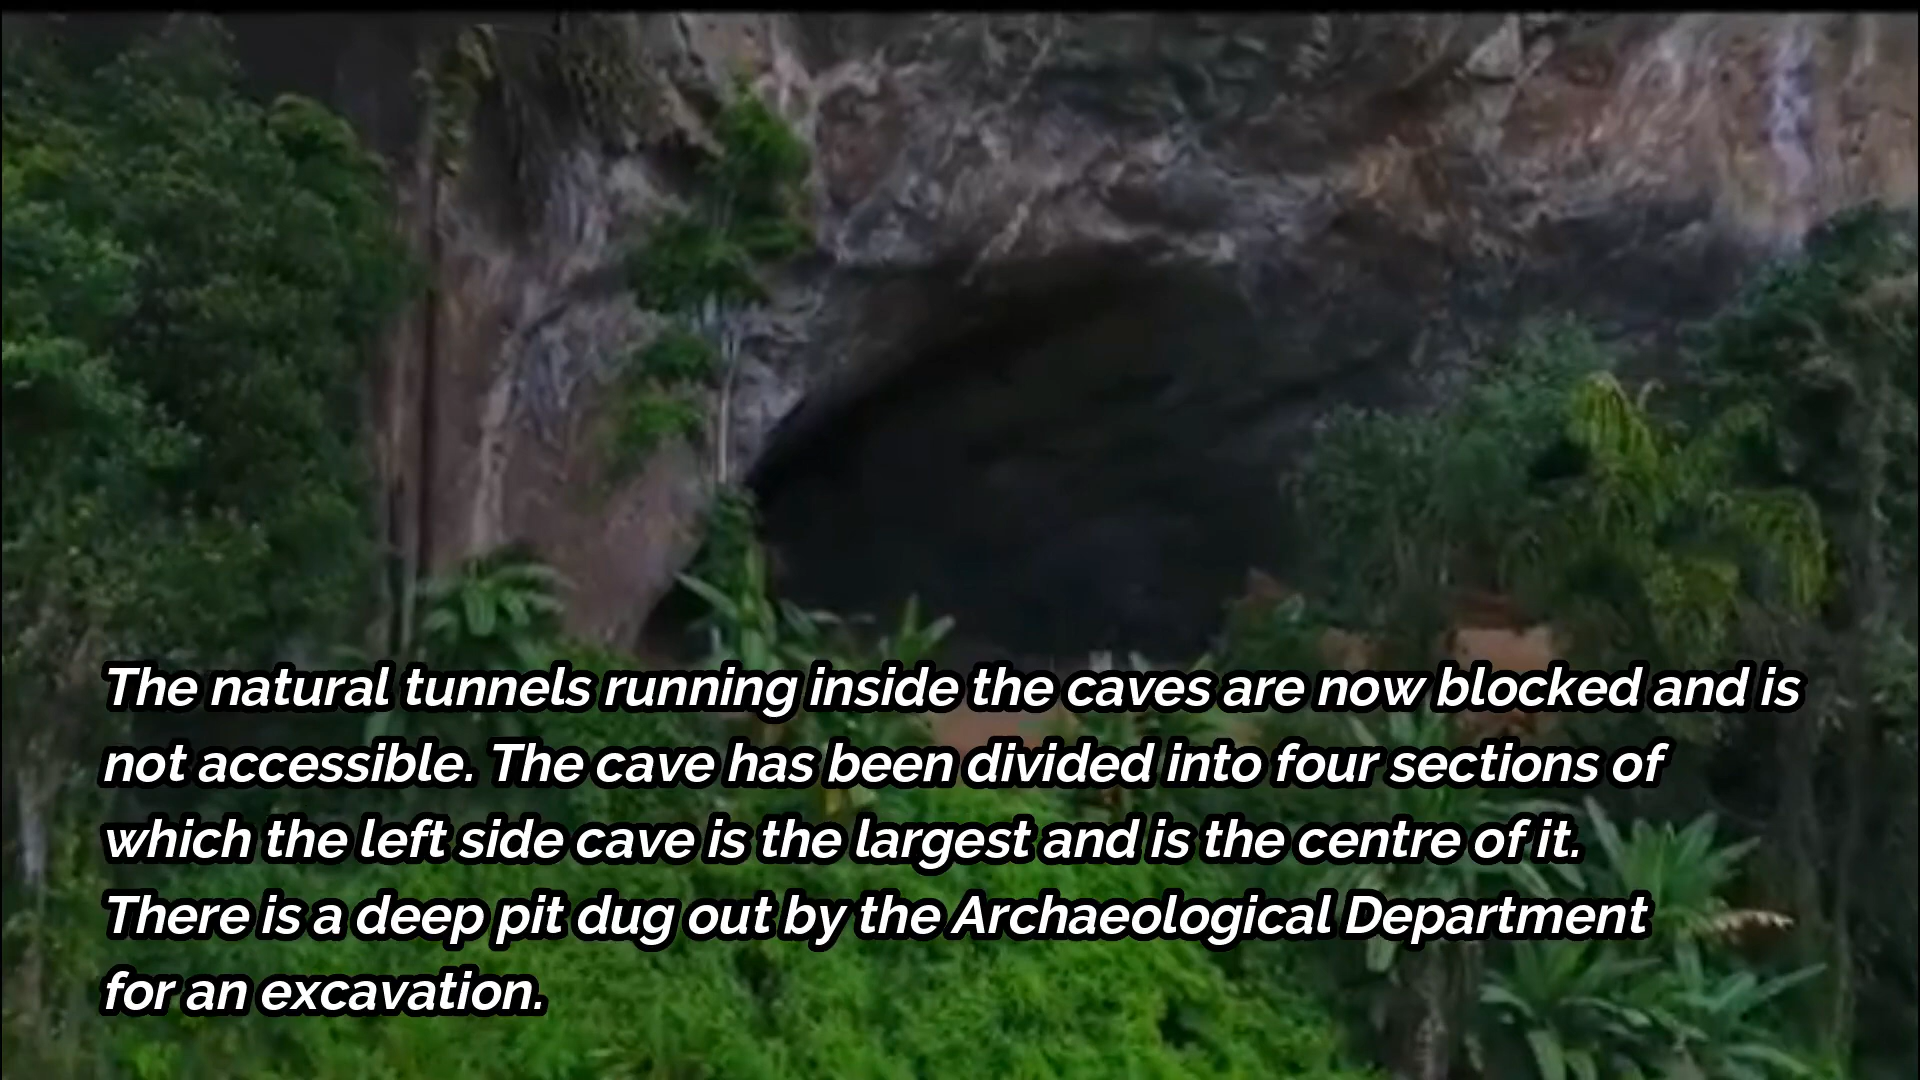 The natural tunnels running inside the caves are now blocked and is
not accessible. The cave has been divided into four sections of
which the left side cave is the largest and is the centre of it.
There is a deep pit dug out by the Archaeological Department
for an excavation.